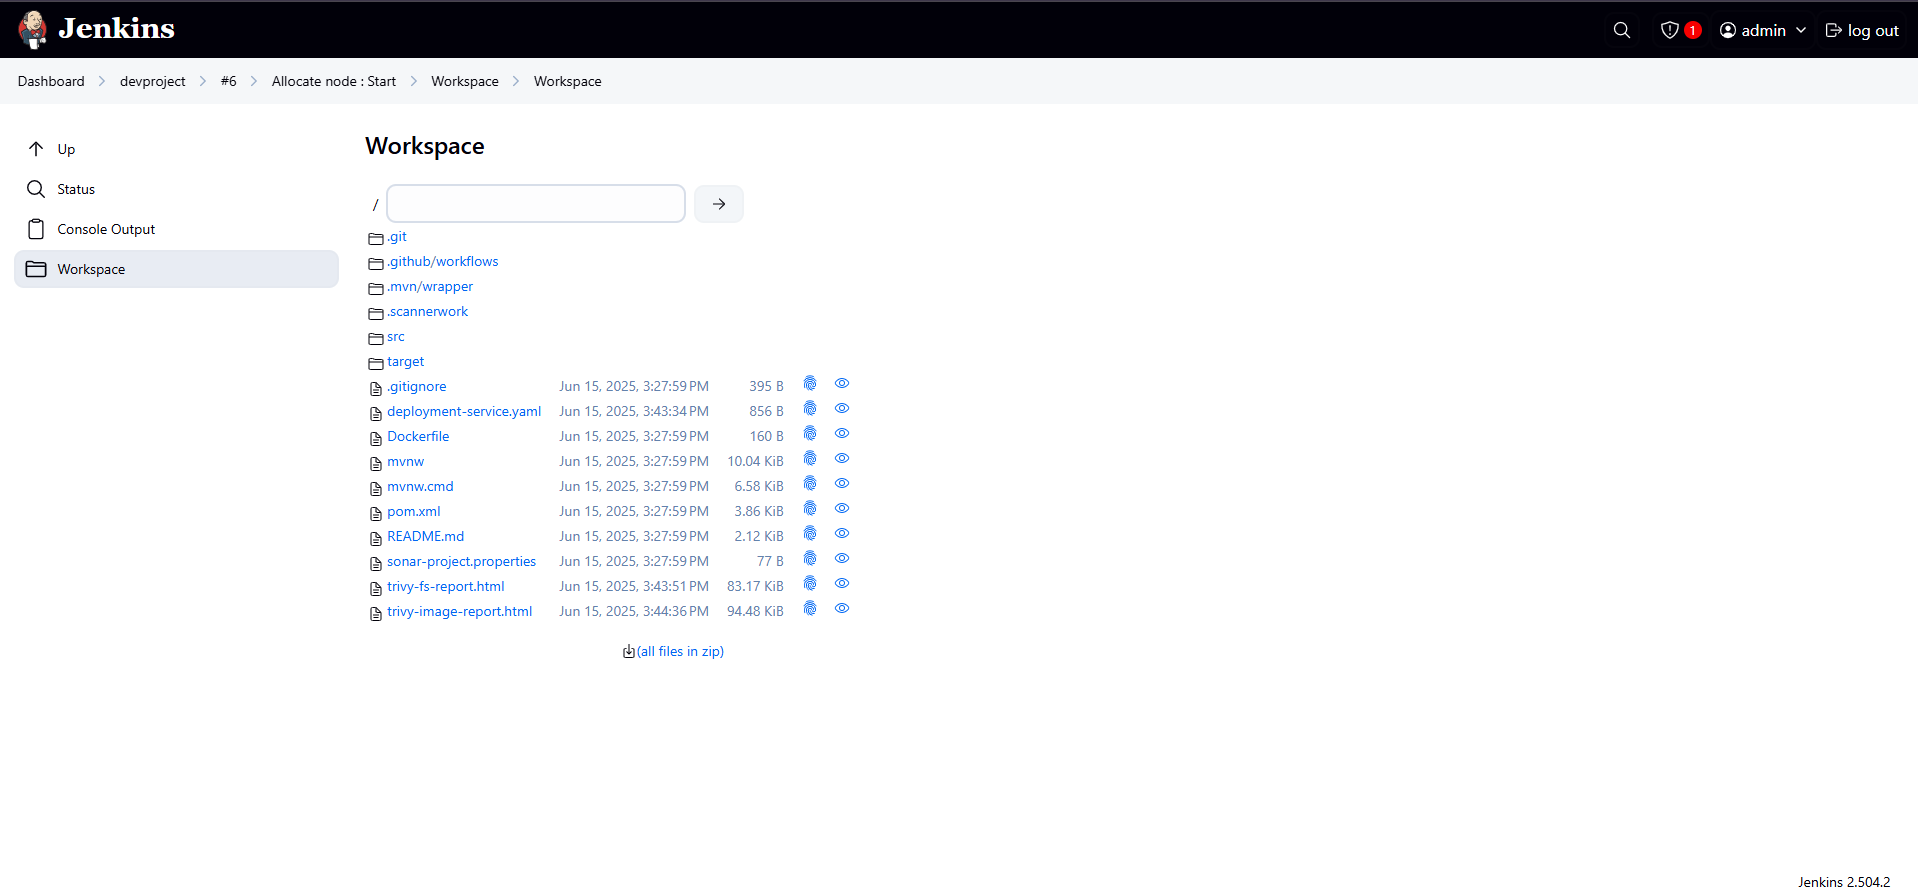 Jenkins
1
admin
log out
Dashboard > devproject > #6 > Allocate node : Start > Workspace > Workspace
Up
Status
Console Output
Workspace
Workspace
/
.git
.github/workflows
.mvn/wrapper
.scannerwork
src
target
.gitignore Jun 15, 2025, 3:27:59 PM 395 B
deployment-service.yaml Jun 15, 2025, 3:43:34 PM 856 B
Dockerfile Jun 15, 2025, 3:27:59 PM 160 B
mvnw Jun 15, 2025, 3:27:59 PM 10.04 KiB
mvnw.cmd Jun 15, 2025, 3:27:59 PM 6.58 KiB
pom.xml Jun 15, 2025, 3:27:59 PM 3.86 KiB
README.md Jun 15, 2025, 3:27:59 PM 2.12 KiB
sonar-project.properties Jun 15, 2025, 3:27:59 PM 77 B
trivy-fs-report.html Jun 15, 2025, 3:43:51 PM 83.17 KiB
trivy-image-report.html Jun 15, 2025, 3:44:36 PM 94.48 KiB
(all files in zip)
Jenkins 2.504.2